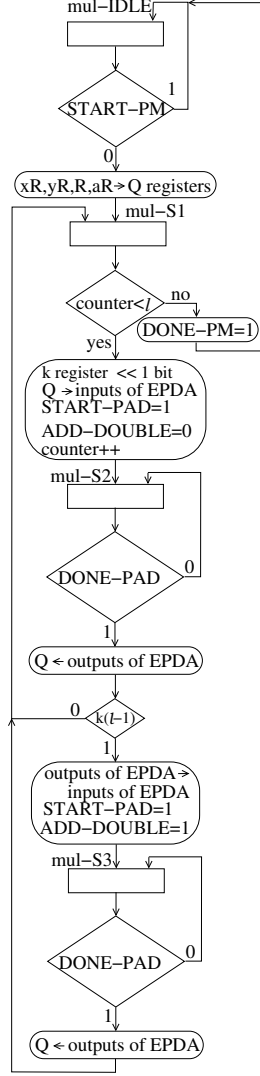 mul-IDLE
1
START-PM
0
xR,yR,R,aR→Q registers
mul-S1
counter<l
no
DONE-PM=1
yes
k register << 1 bit
Q →inputs of EPDA
START-PAD=1
ADD-DOUBLE=0
counter++
mul-S2
0
DONE-PAD
1
Q ← outputs of EPDA
0
k(l-1)
1
outputs of EPDA→
inputs of EPDA
START-PAD=1
ADD-DOUBLE=1
mul-S3
0
DONE-PAD
1
Q ← outputs of EPDA